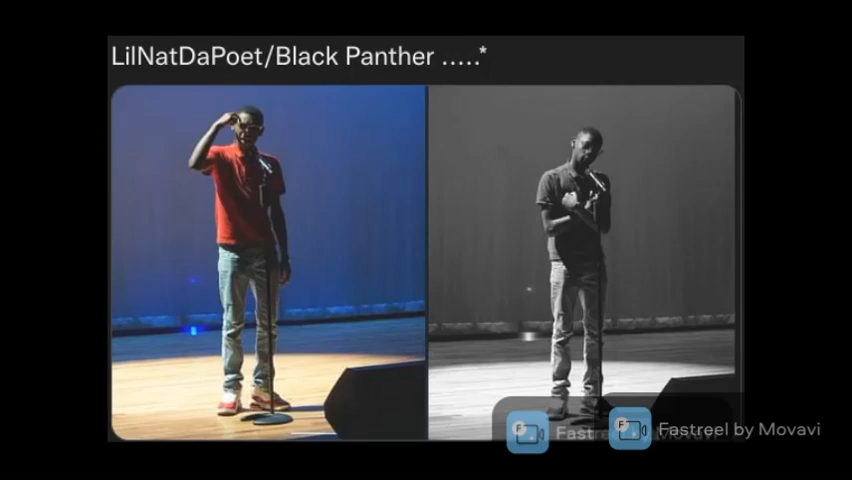 LilNatDaPoet/Black Panther .....*
F
F
Fastreel by Movavi